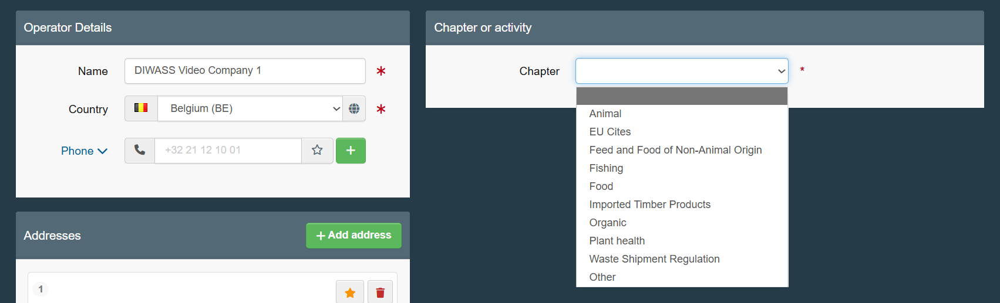 Operator Details
Name
DIWASS Video Company 1
*
Country
Belgium (BE)
*
Phone
+32 21 12 10 01
+
Addresses
+ Add address
1
Chapter or activity
Chapter
*
Animal
EU Cites
Feed and Food of Non-Animal Origin
Fishing
Food
Imported Timber Products
Organic
Plant health
Waste Shipment Regulation
Other